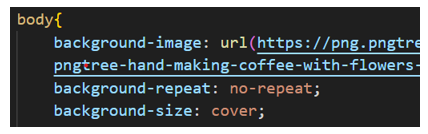 body{
background-image: url(https://png.pngtre
pngtree-hand-making-coffee-with-flowers-
background-repeat: no-repeat;
background-size: cover;